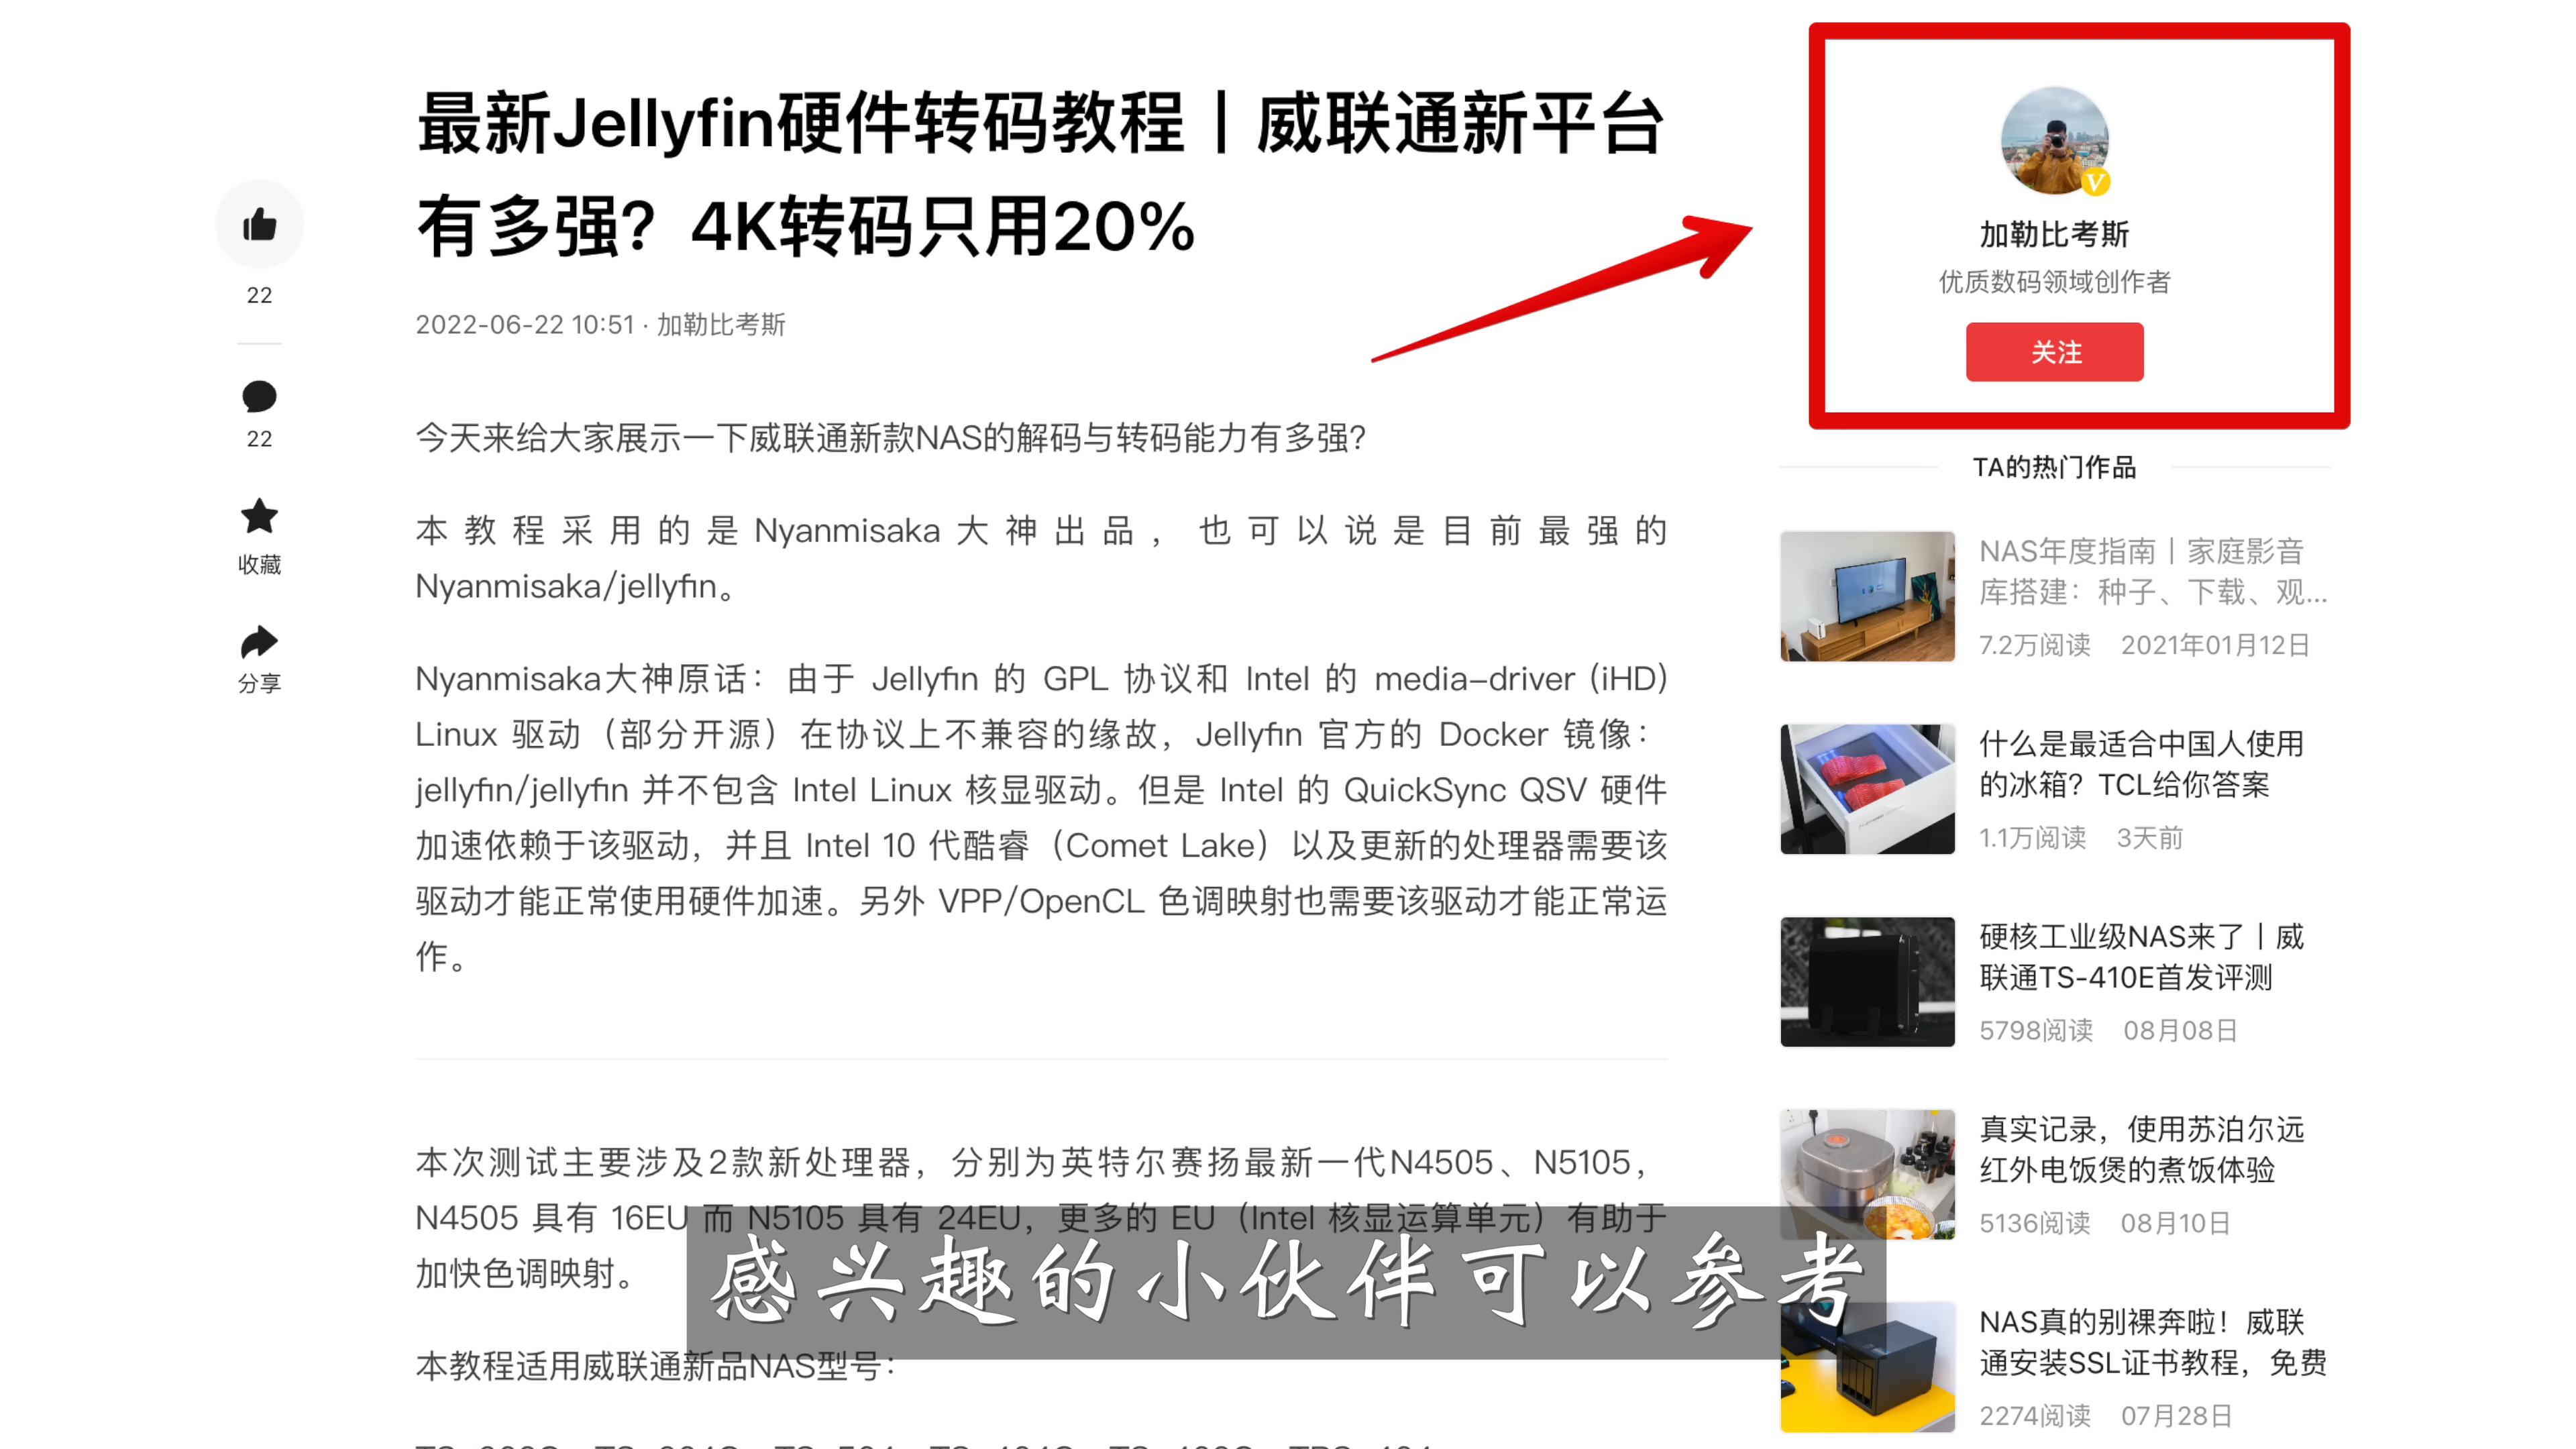 最新Jellyfin硬件转码教程｜威联通新平台
有多强？4K转码只用20%
2022-06-22 10:51 · 加勒比考斯
22
22
收藏
分享
今天来给大家展示一下威联通新款NAS的解码与转码能力有多强？
本教程采用的是Nyanmisaka大神出品，也可以说是目前最强的
Nyanmisaka/jellyfin。
Nyanmisaka大神原话：由于 Jellyfin 的 GPL 协议和 Intel 的 media-driver (iHD)
Linux 驱动（部分开源）在协议上不兼容的缘故，Jellyfin 官方的 Docker 镜像：
jellyfin/jellyfin 并不包含 Intel Linux 核显驱动。但是 Intel 的 QuickSync QSV 硬件
加速依赖于该驱动，并且 Intel 10 代酷睿（Comet Lake）以及更新的处理器需要该
驱动才能正常使用硬件加速。另外 VPP/OpenCL 色调映射也需要该驱动才能正常运
作。
本次测试主要涉及2款新处理器，分别为英特尔赛扬最新一代N4505、N5105，
N4505 具有 16EU 而 N5105 具有 24EU，更多的 EU（Intel 核显运算单元）有助于
加快色调映射。
本教程适用威联通新品NAS型号：
感兴趣的小伙伴可以参考
加勒比考斯
优质数码领域创作者
关注
TA的热门作品
NAS年度指南｜家庭影音
库搭建：种子、下载、观...
7.2万阅读 2021年01月12日
什么是最适合中国人使用
的冰箱？TCL给你答案
1.1万阅读 3天前
硬核工业级NAS来了｜威
联通TS-410E首发评测
5798阅读 08月08日
真实记录，使用苏泊尔远
红外电饭煲的煮饭体验
5136阅读 08月10日
NAS真的别裸奔啦！威联
通安装SSL证书教程，免费
2274阅读 07月28日